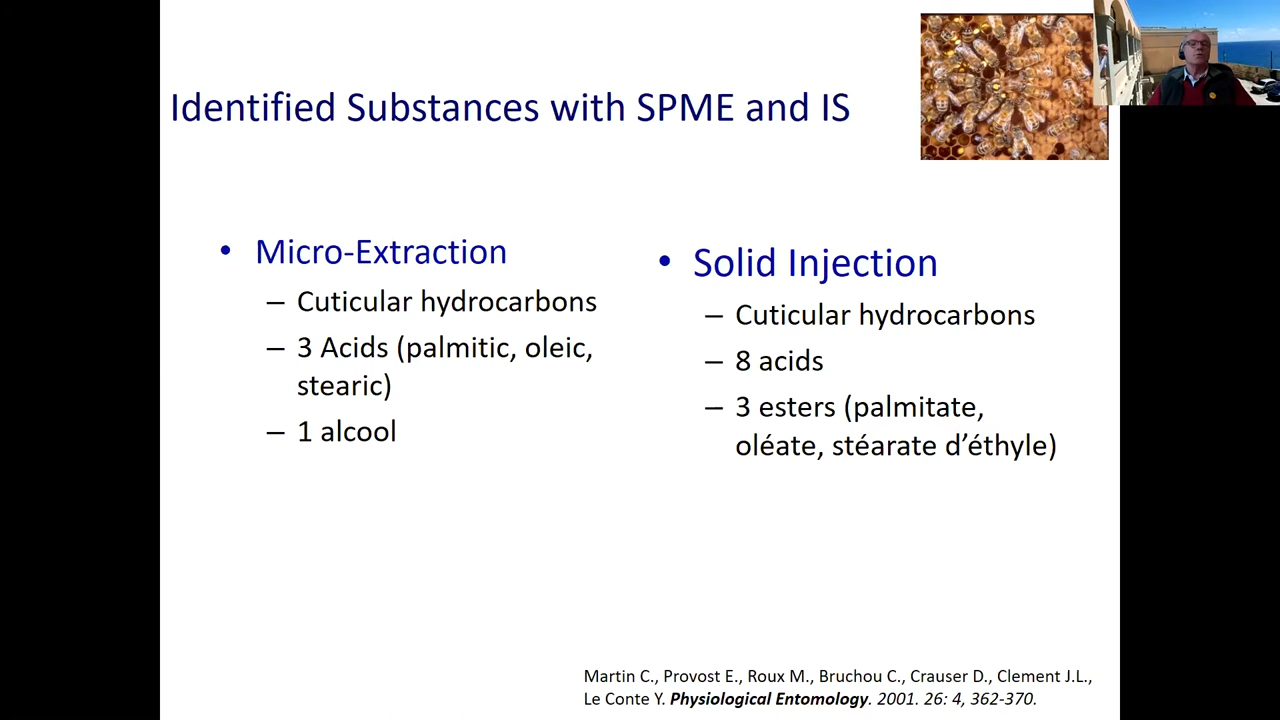 Identified Substances with SPME and IS
• Micro-Extraction
– Cuticular hydrocarbons
– 3 Acids (palmitic, oleic,
stearic)
– 1 alcool
• Solid Injection
– Cuticular hydrocarbons
– 8 acids
– 3 esters (palmitate,
oléate, stéarate d’éthyle)
Martin C., Provost E., Roux M., Bruchou C., Crauser D., Clement J.L.,
Le Conte Y. Physiological Entomology. 2001. 26: 4, 362-370.